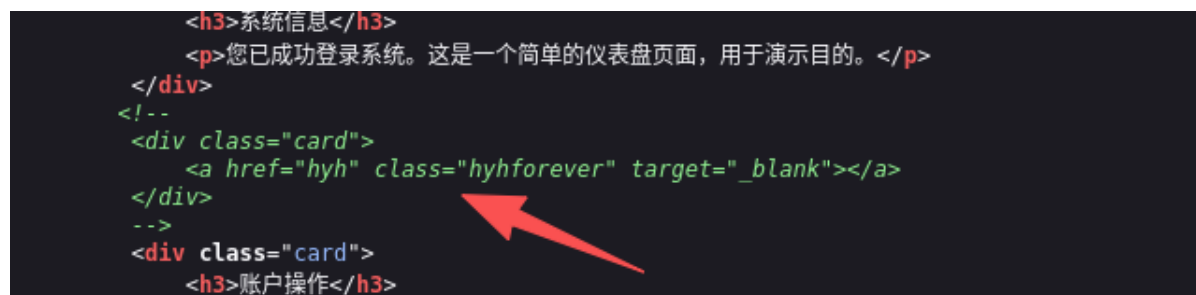 <h3>系统信息</h3>
<p>您已成功登录系统。这是一个简单的仪表盘页面，用于演示目的。</p>
</div>
<!--
<div class="card">
<a href="hyh" class="hyhforever" target="_blank"></a>
</div>
-->
<div class="card">
<h3>账户操作</h3>